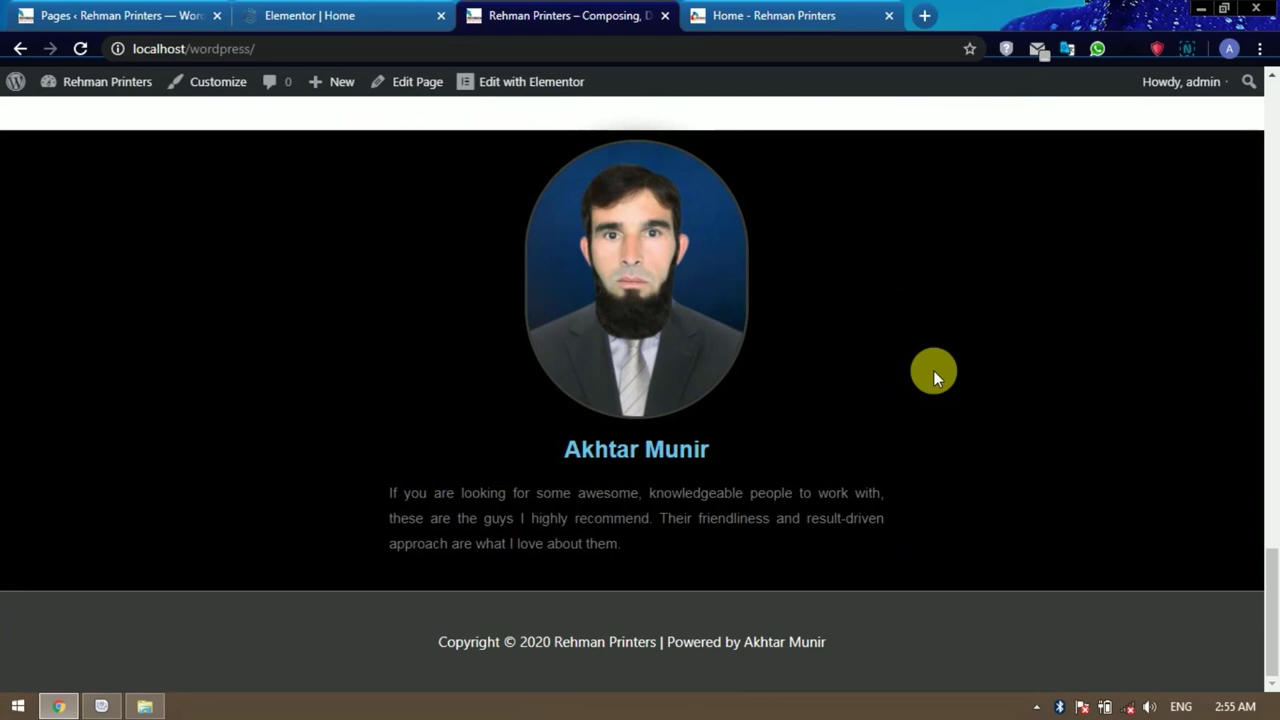 Pages ‹ Rehman Printers — Word
Elementor | Home
Rehman Printers – Composing, D
Home - Rehman Printers
localhost/wordpress/
A
Rehman Printers
Customize
0
New
Edit Page
Edit with Elementor
Howdy, admin
Akhtar Munir
If you are looking for some awesome, knowledgeable people to work with,
these are the guys I highly recommend. Their friendliness and result-driven
approach are what I love about them.
Copyright © 2020 Rehman Printers | Powered by Akhtar Munir
ENG
2:55 AM